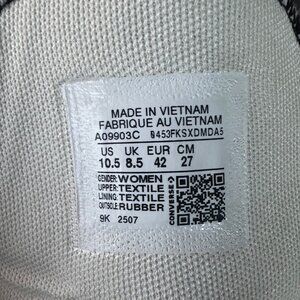 MADE IN VIETNAM
FABRIQUE AU VIETNAM
A09903C 9453FKSXDMDA5
US UK EUR CM
10.5 8.5 42 27
GENDER: WOMEN
UPPER: TEXTILE
LINING: TEXTILE
OUTSOLE: RUBBER
9K 2507
CONVERSE